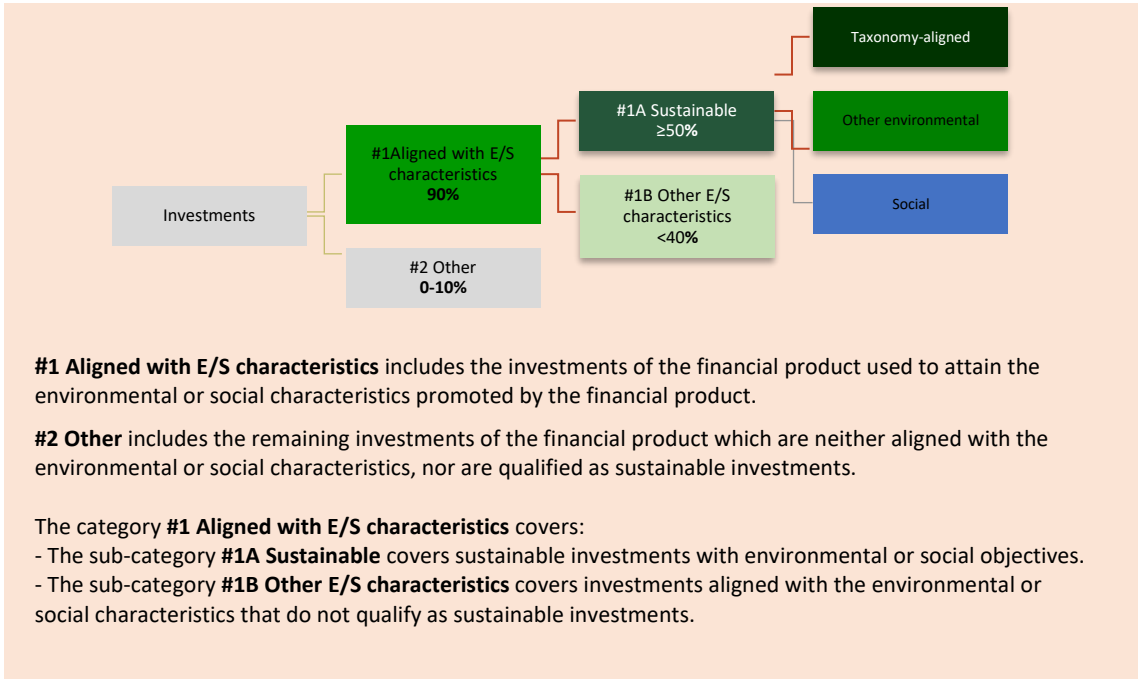 Taxonomy-aligned
#1A Sustainable
≥50%
Other environmental
#1Aligned with E/S
characteristics
90%
#1B Other E/S
characteristics
<40%
Social
Investments
#2 Other
0-10%
#1 Aligned with E/S characteristics includes the investments of the financial product used to attain the
environmental or social characteristics promoted by the financial product.
#2 Other includes the remaining investments of the financial product which are neither aligned with the
environmental or social characteristics, nor are qualified as sustainable investments.
The category #1 Aligned with E/S characteristics covers:
- The sub-category #1A Sustainable covers sustainable investments with environmental or social objectives.
- The sub-category #1B Other E/S characteristics covers investments aligned with the environmental or
social characteristics that do not qualify as sustainable investments.